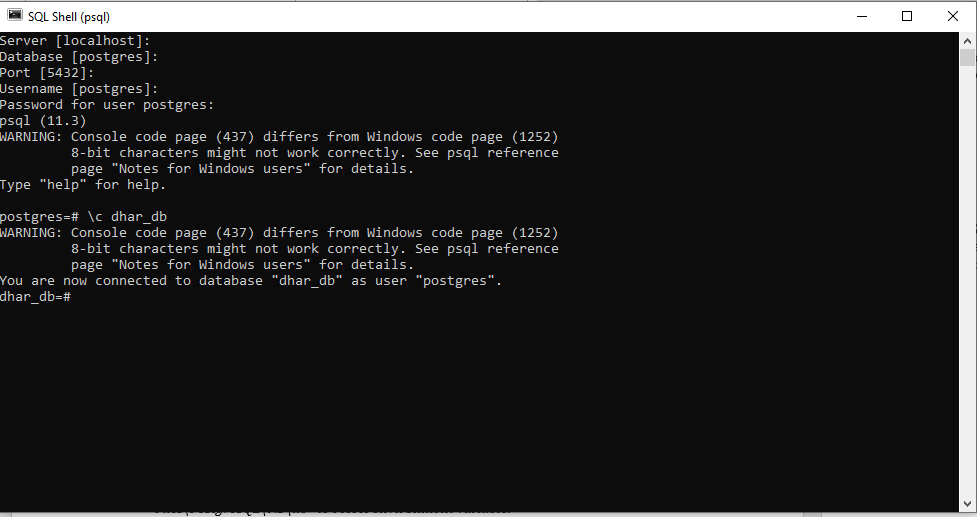 SQL Shell (psql)
Server [localhost]:
Database [postgres]:
Port [5432]:
Username [postgres]:
Password for user postgres:
psql (11.3)
WARNING: Console code page (437) differs from Windows code page (1252)
         8-bit characters might not work correctly. See psql reference
         page "Notes for Windows users" for details.
Type "help" for help.

postgres=# \c dhar_db
WARNING: Console code page (437) differs from Windows code page (1252)
         8-bit characters might not work correctly. See psql reference
         page "Notes for Windows users" for details.
You are now connected to database "dhar_db" as user "postgres".
dhar_db=#